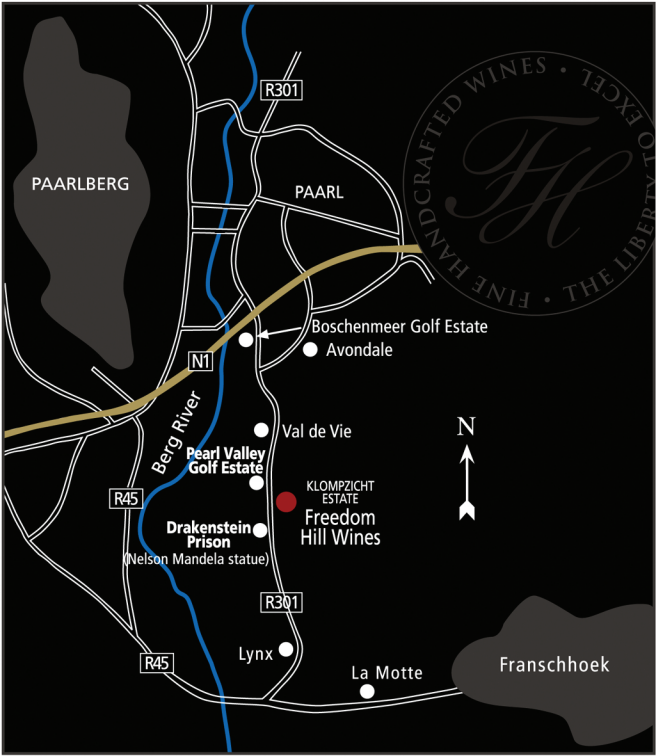 R301
FINE HANDCRAFTED WINES • THE LIBERTY TO EXCEL •
PAARLBERG
PAARL
FH
Boschenmeer Golf Estate
Avondale
N1
Berg River
Val de Vie
N
Pearl Valley
Golf Estate
KLOMPZICHT
ESTATE
Freedom
Hill Wines
R45
Drakenstein
Prison
(Nelson Mandela statue)
R301
Lynx
R45
La Motte
Franschhoek